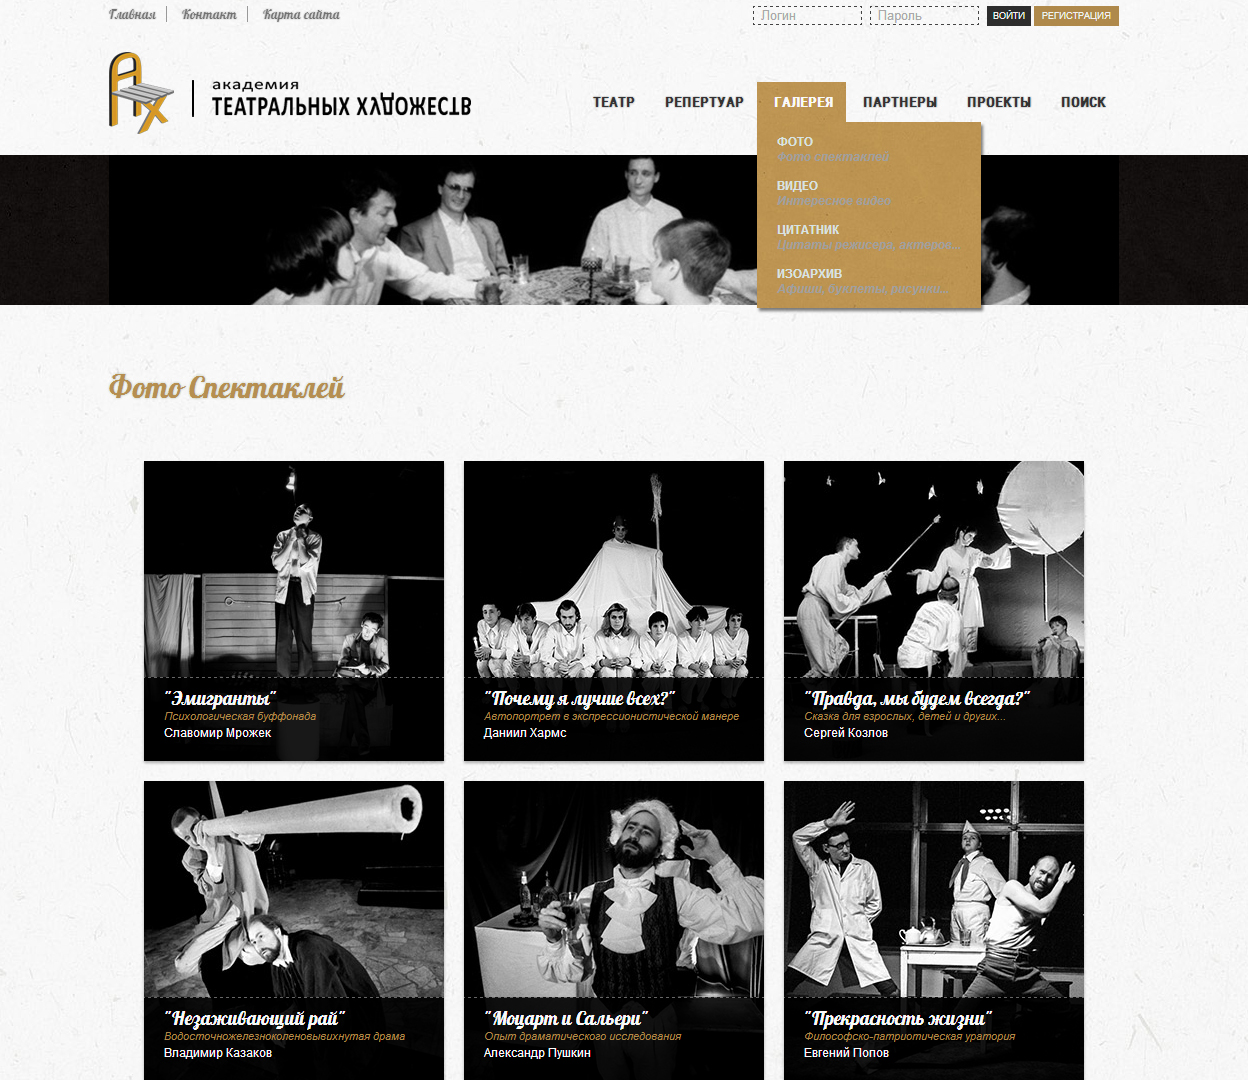 Главная
Контакт
Карта сайта
Логин
Пароль
ВОЙТИ
РЕГИСТРАЦИЯ
академия
ТЕАТРАЛЬНЫХ ХУДОЖЕСТВ
ТЕАТР
РЕПЕРТУАР
ГАЛЕРЕЯ
ПАРТНЕРЫ
ПРОЕКТЫ
ПОИСК
ФОТО
Фото спектаклей
ВИДЕО
Интересное видео
ЦИТАТНИК
Цитаты режисера, актеров...
ИЗОАРХИВ
Афиши, буклеты, рисунки...
Фото Спектаклей
"Эмигранты"
Психологическая буффонада
Славомир Мрожек
"Почему я лучше всех?"
Автопортрет в экспрессионистической манере
Даниил Хармс
"Правда, мы будем всегда?"
Сказка для взрослых, детей и других...
Сергей Козлов
"Незаживающий рай"
Водосточножелезноколеновывихнутая драма
Владимир Казаков
"Моцарт и Сальери"
Опыт драматического исследования
Александр Пушкин
"Прекрасность жизни"
Философско-патриотическая уратория
Евгений Попов